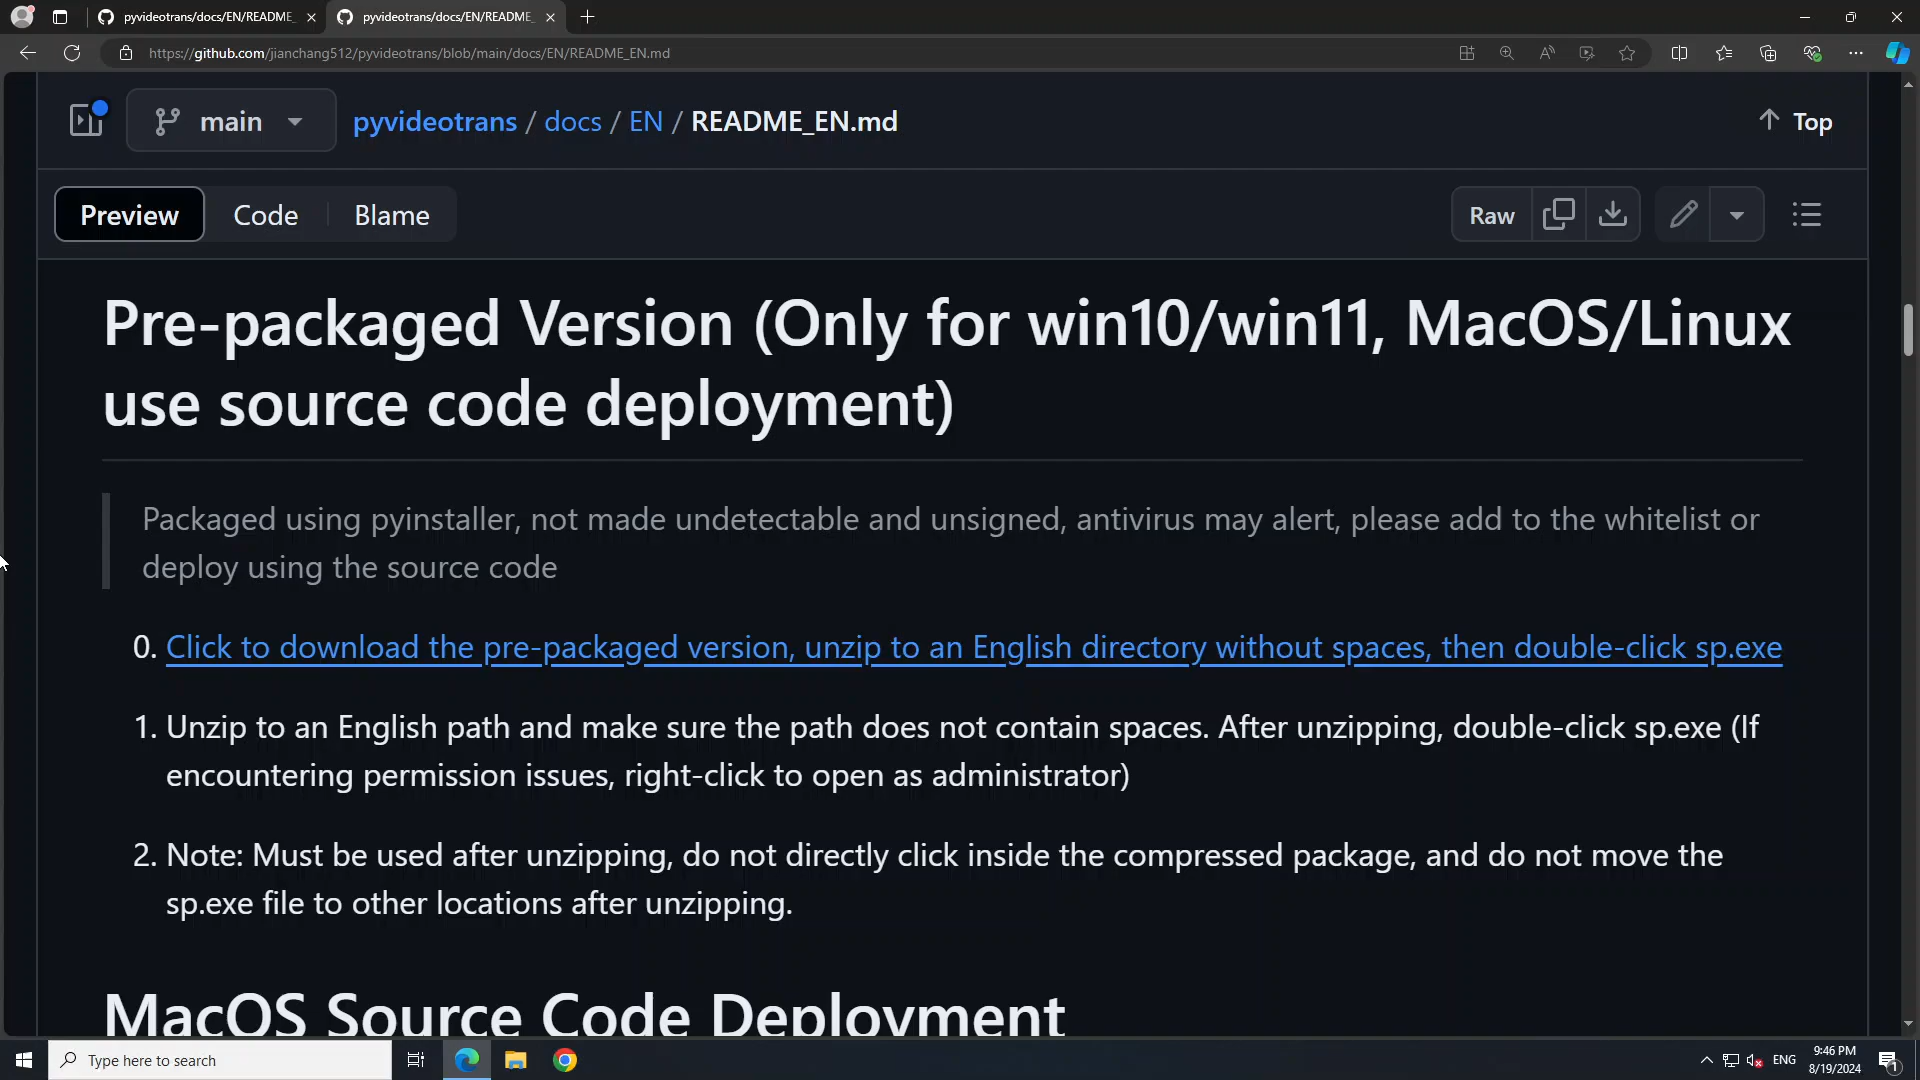 pyvideotrans/docs/EN/README_
pyvideotrans/docs/EN/README_
https://github.com/jianchang512/pyvideotrans/blob/main/docs/EN/README_EN.md
main
pyvideotrans / docs / EN / README_EN.md
Top
Preview
Code
Blame
Raw
Pre-packaged Version (Only for win10/win11, MacOS/Linux
use source code deployment)
Packaged using pyinstaller, not made undetectable and unsigned, antivirus may alert, please add to the whitelist or
deploy using the source code
0. Click to download the pre-packaged version, unzip to an English directory without spaces, then double-click sp.exe
1. Unzip to an English path and make sure the path does not contain spaces. After unzipping, double-click sp.exe (If
encountering permission issues, right-click to open as administrator)
2. Note: Must be used after unzipping, do not directly click inside the compressed package, and do not move the
sp.exe file to other locations after unzipping.
MacOS Source Code Deployment
Type here to search
ENG
9:46 PM
8/19/2024
1